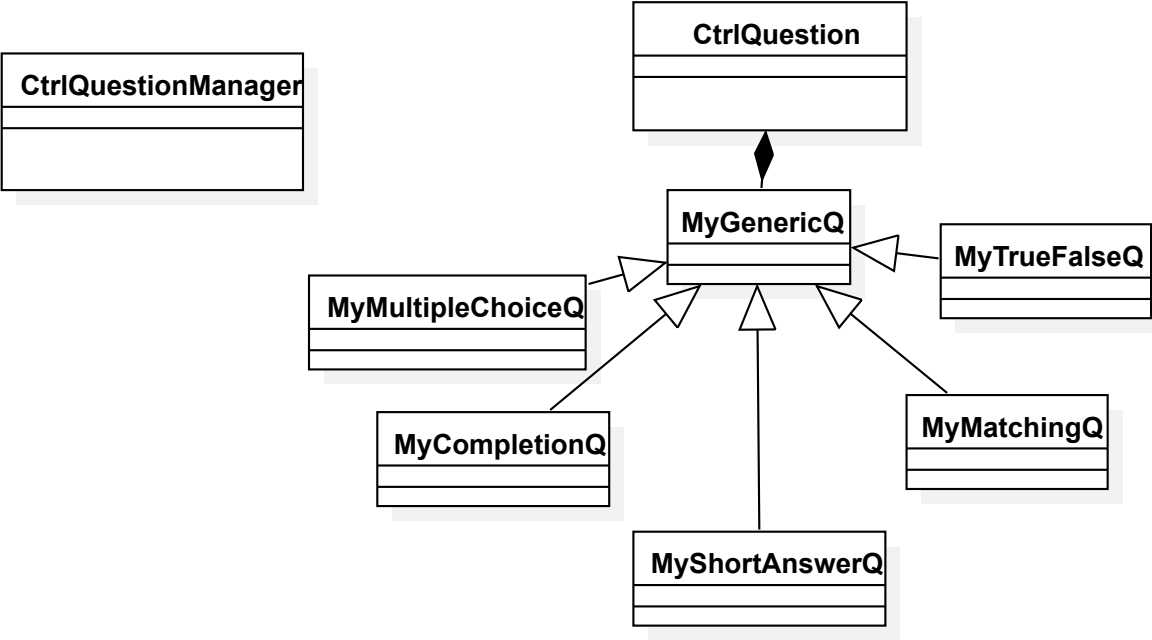 CtrlQuestion
CtrlQuestionManager
MyGenericQ
MyTrueFalseQ
MyMultipleChoiceQ
MyMatchingQ
MyCompletionQ
MyShortAnswerQ